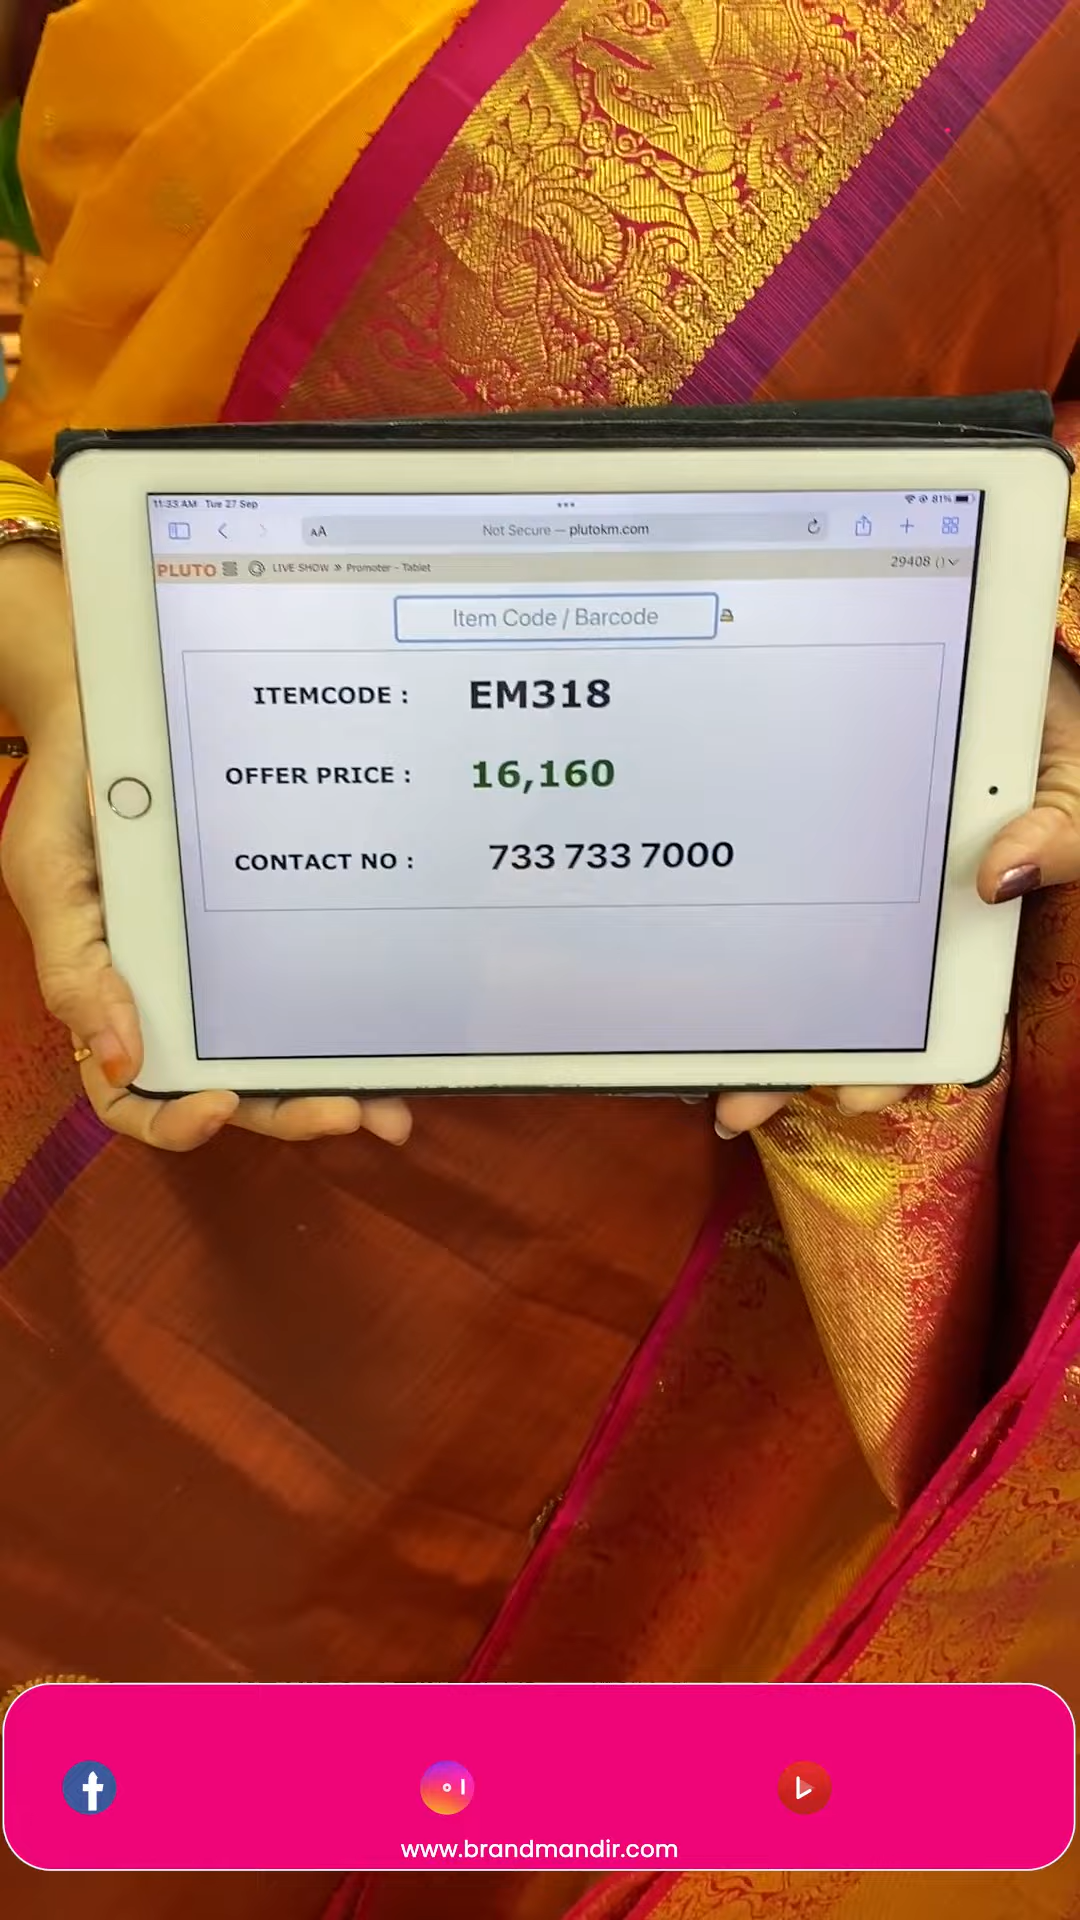 11:33 AM Tue 27 Sep
81%
AA Not Secure — plutokm.com
PLUTO LIVE SHOW » Promoter - Tablet 29408 ()
Item Code / Barcode
ITEMCODE : EM318
OFFER PRICE : 16,160
CONTACT NO : 733 733 7000
www.brandmandir.com